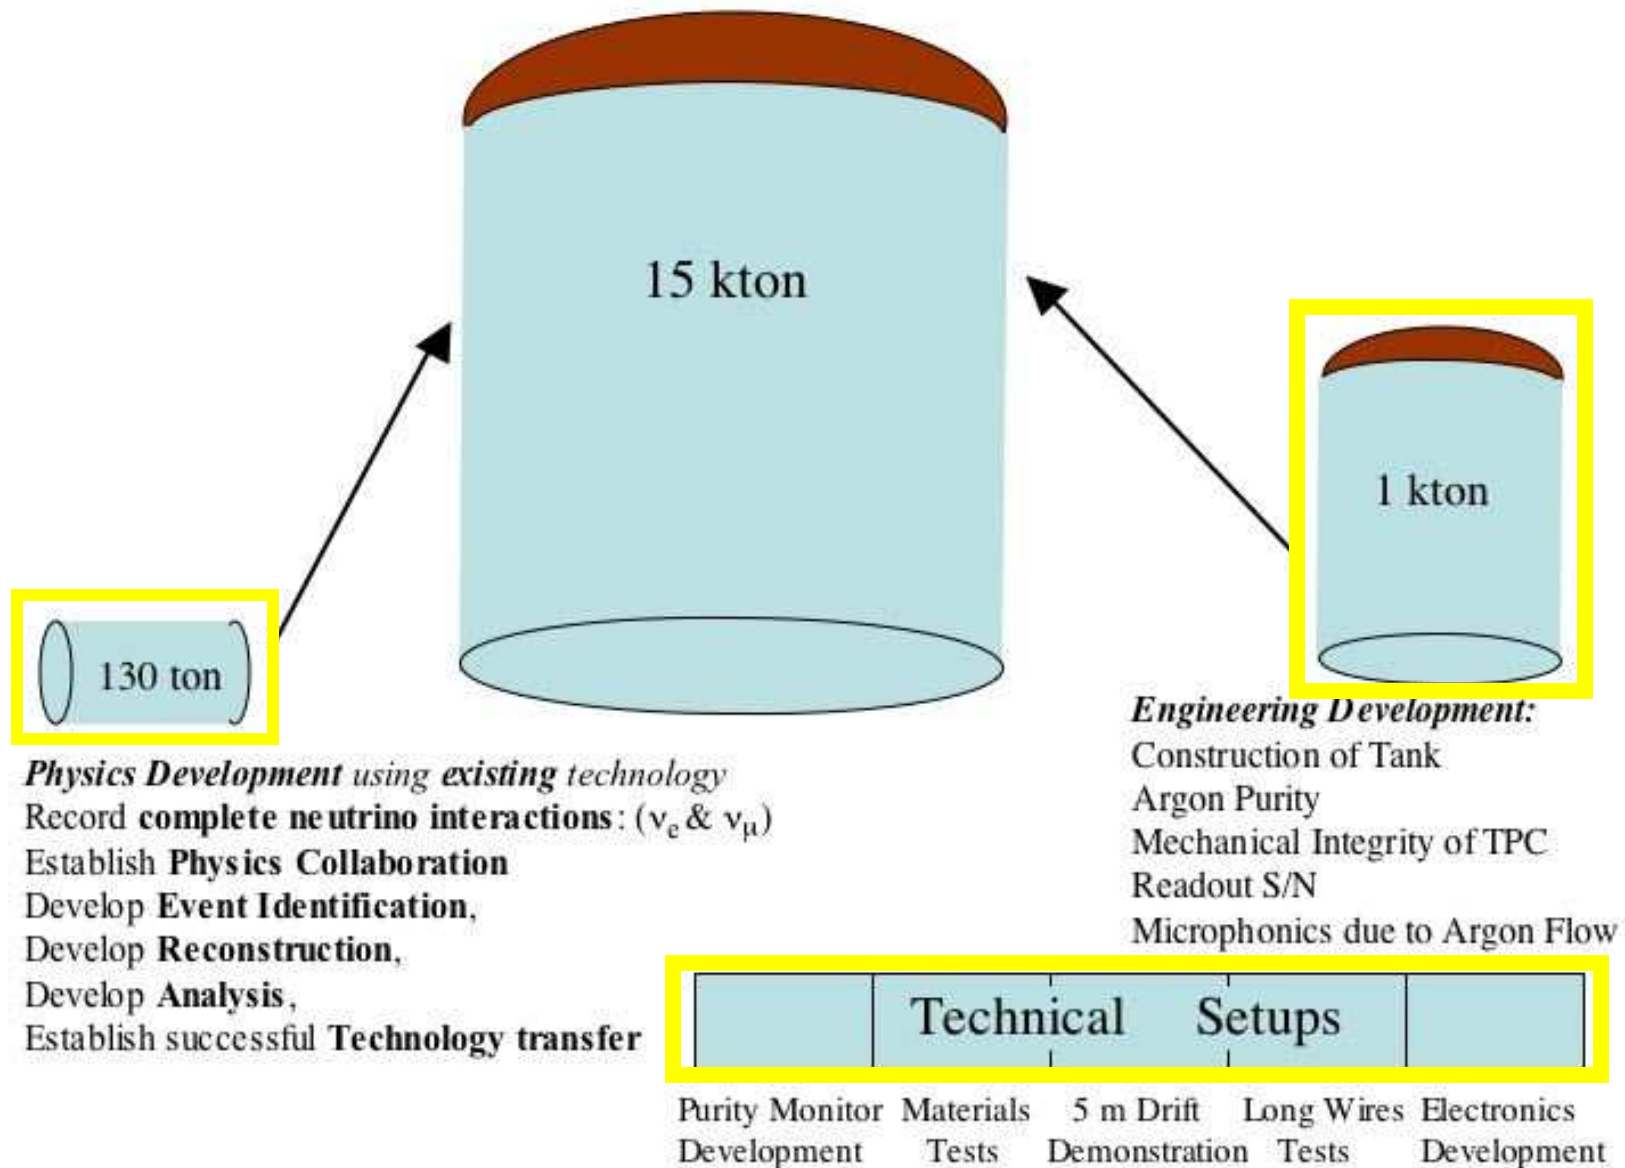 15 kton
1 kton
130 ton
Engineering Development:
Construction of Tank
Argon Purity
Mechanical Integrity of TPC
Readout S/N
Microphonics due to Argon Flow
Physics Development using existing technology
Record complete neutrino interactions: (νe & νμ)
Establish Physics Collaboration
Develop Event Identification,
Develop Reconstruction,
Develop Analysis,
Establish successful Technology transfer
Technical Setups
Purity Monitor Development
Materials Tests
5 m Drift Demonstration
Long Wires Tests
Electronics Development